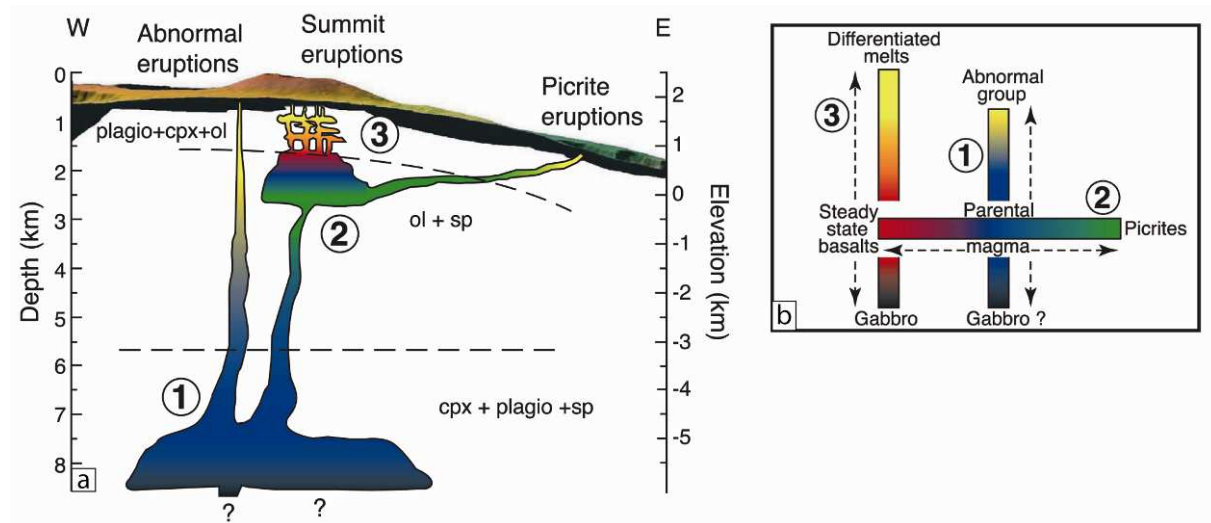 W
E
Abnormal
eruptions
Summit
eruptions
Picrite
eruptions
Depth (km)
0
1
2
3
4
5
6
7
8
plagio+cpx+ol
3
2
1
ol + sp
cpx + plagio +sp
Elevation (km)
2
1
0
-1
-2
-3
-4
-5
?
?
a
Differentiated
melts
3
Abnormal
group
1
2
Steady
state
basalts
Parental
magma
Picrites
Gabbro
Gabbro ?
b